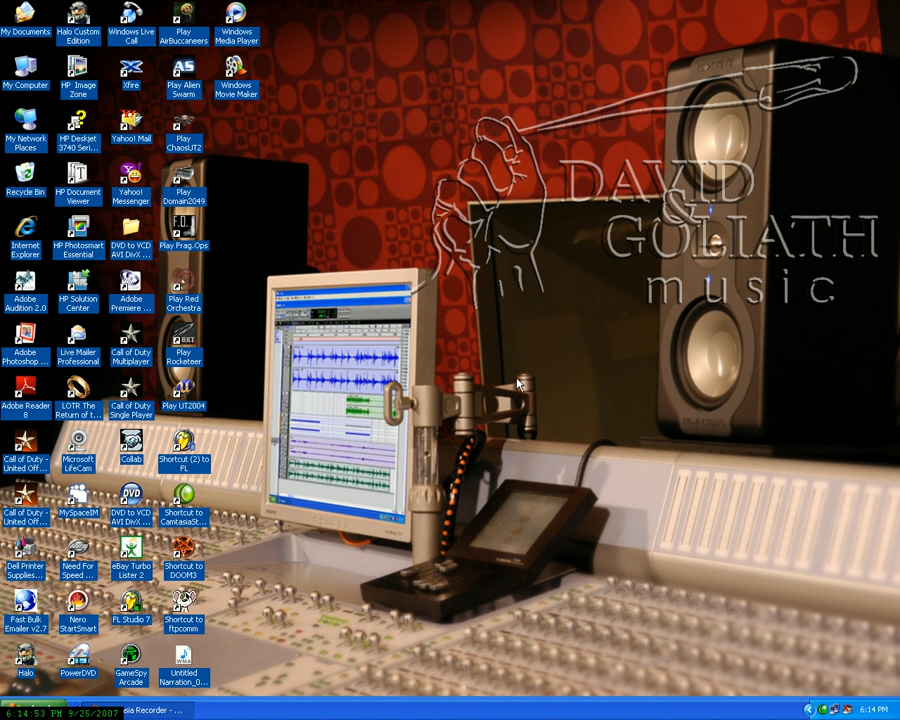 My Documents
Halo Custom
Edition
Windows Live
Call
Play
AirBuccaneers
Windows
Media Player
My Computer
HP Image
Zone
Xfire
Play Alien
Swarm
Windows
Movie Maker
My Network
Places
HP Deskjet
3740 Seri...
Yahoo! Mail
Play
ChaosUT2
Recycle Bin
HP Document
Viewer
Yahoo!
Messenger
Play
Domain2049
Internet
Explorer
HP Photosmart
Essential
DVD to VCD
AVI DivX ...
Play Frag.Ops
Adobe
Audition 2.0
HP Solution
Center
Adobe
Premiere ...
Play Red
Orchestra
Adobe
Photoshop ...
Live Mailer
Professional
Call of Duty
Multiplayer
Play
Rocketeer
Adobe Reader
8
LOTR The
Return of t...
Call of Duty
Single Player
Play UT2004
Call of Duty -
United Off...
Microsoft
LifeCam
Collab
Shortcut (2) to
FL
Call of Duty -
United Off...
MySpaceIM
DVD to VCD
AVI DivX ...
Shortcut to
CamtasiaSt...
Dell Printer
Supplies...
Need For
Speed ...
eBay Turbo
Lister 2
Shortcut to
DOOM3
Fast Bulk
Emailer v2.7
Nero
StartSmart
FL Studio 7
Shortcut to
ftpcomm
Halo
PowerDVD
GameSpy
Arcade
Untitled
Narration_0...
DAVID
&
GOLIATH
music
M-AUDIO
6:14:53 PM 9/25/2007
asia Recorder - ...
6:14 PM